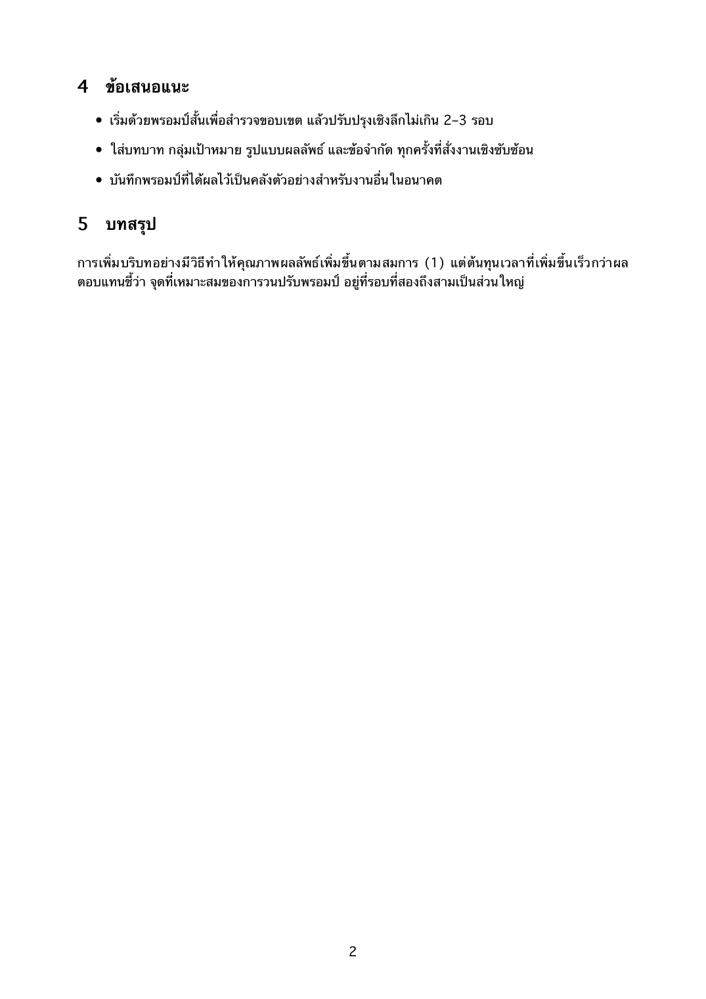 4 ข้อเสนอแนะ
• เริ่มด้วยพรอมป์สั้นเพื่อสำรวจขอบเขต แล้วปรับปรุงเชิงลึกไม่เกิน 2–3 รอบ
• ใส่บทบาท กลุ่มเป้าหมาย รูปแบบผลลัพธ์ และข้อจำกัด ทุกครั้งที่สั่งงานเชิงซับซ้อน
• บันทึกพรอมป์ที่ได้ผลไว้เป็นคลังตัวอย่างสำหรับงานอื่นในอนาคต
5 บทสรุป
การเพิ่มบริบทอย่างมีวิธีทำให้คุณภาพผลลัพธ์เพิ่มขึ้นตามสมการ (1) แต่ต้นทุนเวลาที่เพิ่มขึ้นเร็วกว่าผล
ตอบแทนชี้ว่า จุดที่เหมาะสมของการวนปรับพรอมป์ อยู่ที่รอบที่สองถึงสามเป็นส่วนใหญ่
2